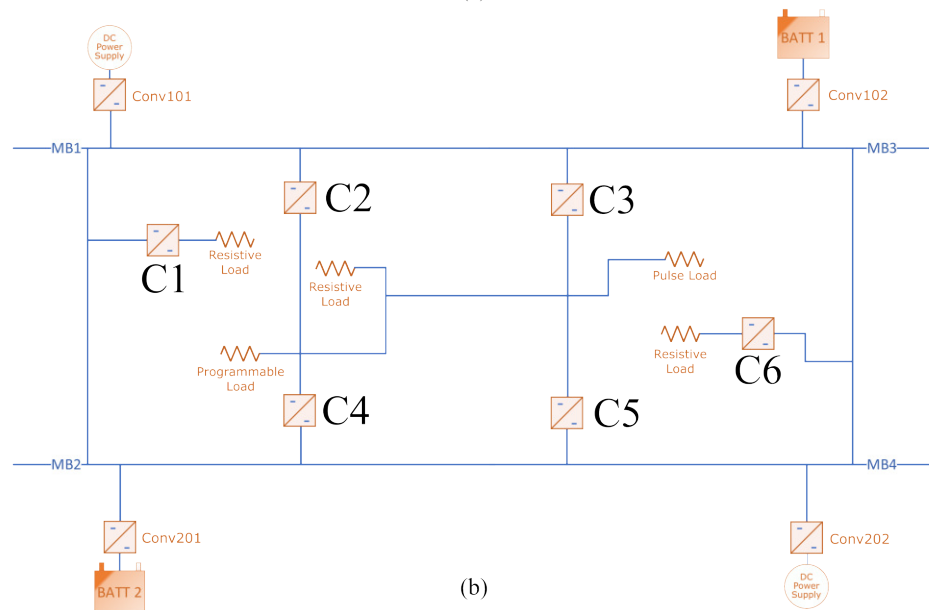 DC
Power
Supply
BATT 1
Conv101
Conv102
MB1
MB3
C2
C3
C1
Resistive
Load
Resistive
Load
Pulse Load
Programmable
Load
Resistive
Load
C6
C4
C5
MB2
MB4
Conv201
Conv202
BATT 2
(b)
DC
Power
Supply